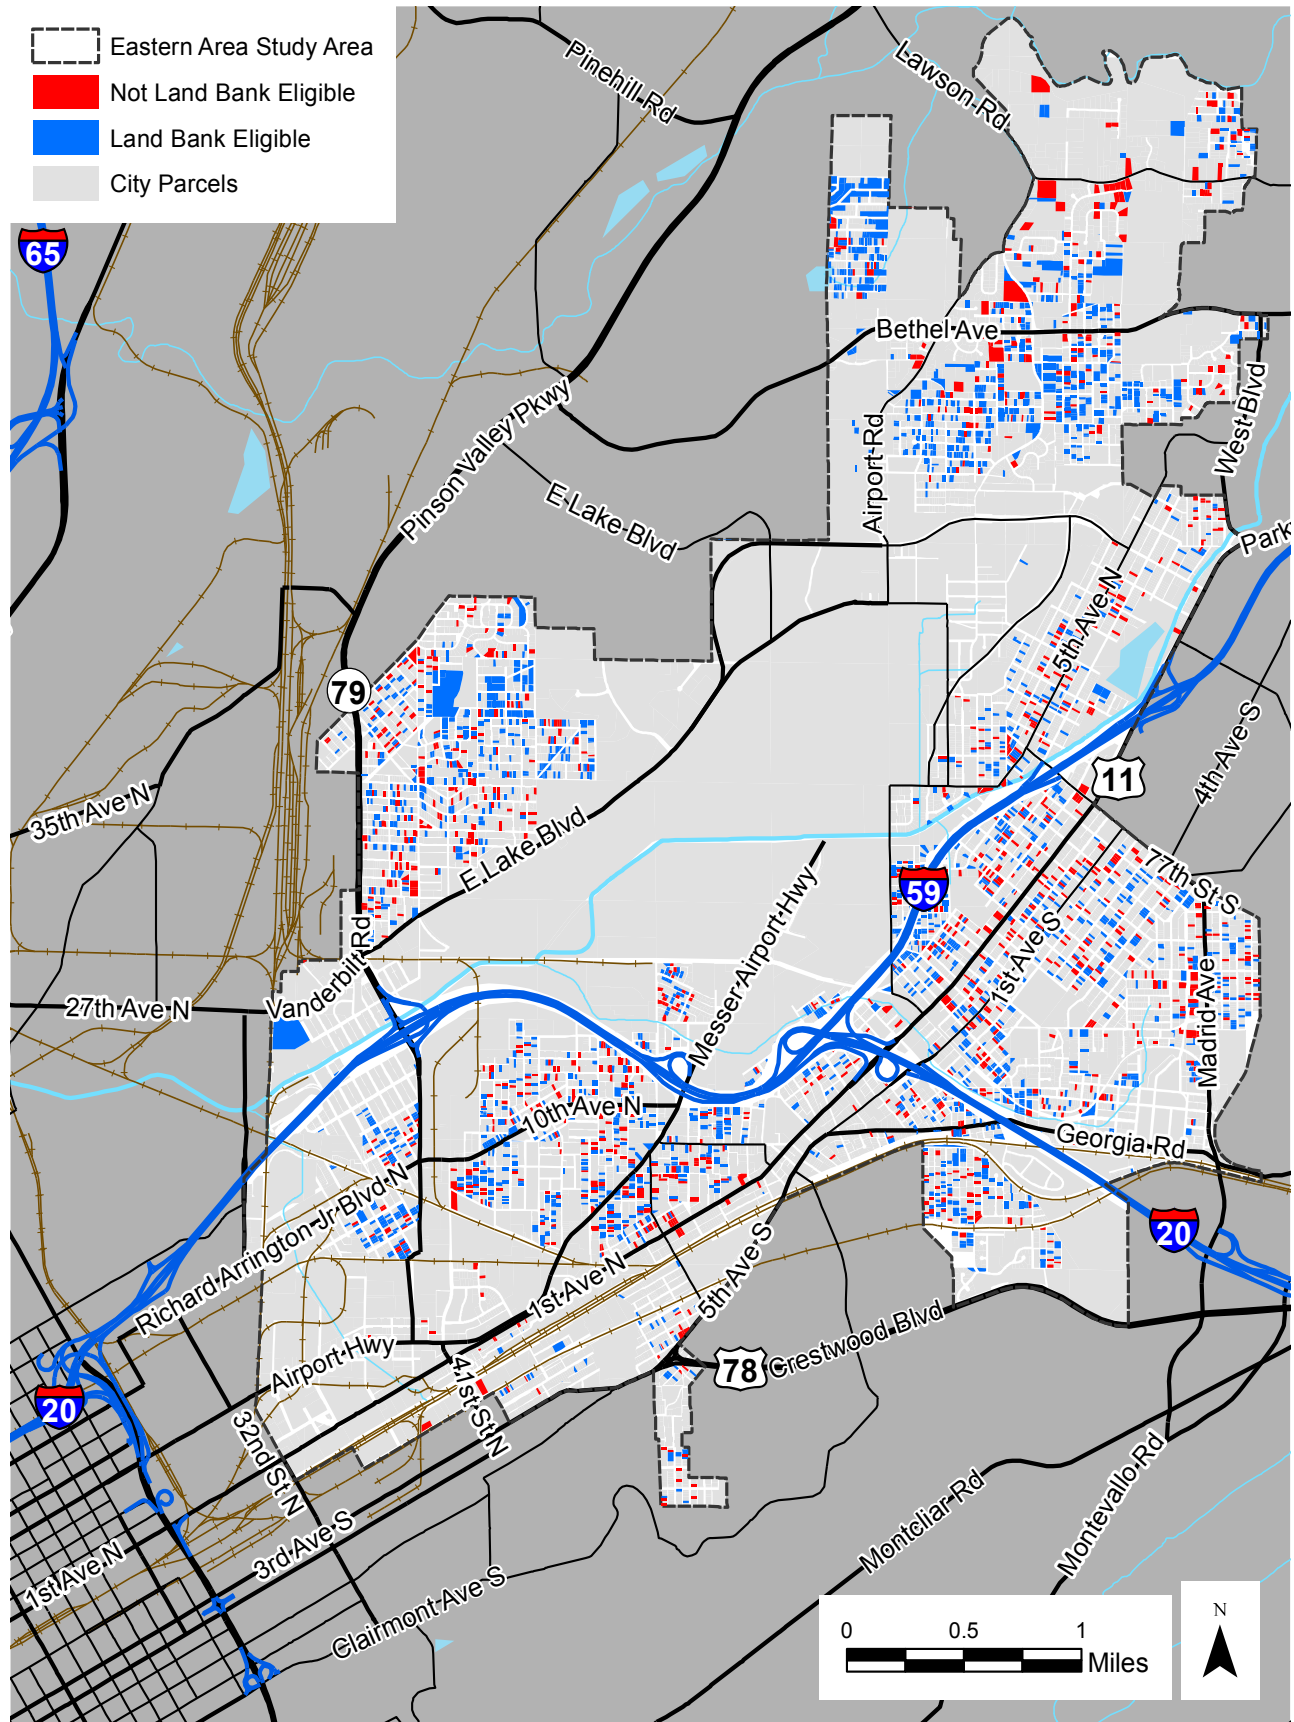 Eastern Area Study Area
Not Land Bank Eligible
Land Bank Eligible
City Parcels
Pinehill Rd
Lawson Rd
65
Bethel Ave
Pinson Valley Pkwy
West Blvd
Airport Rd
E Lake Blvd
Park
5th Ave N
79
4th Ave S
11
35th Ave N
E Lake Blvd
77th St S
59
Messer Airport Hwy
1st Ave S
Vanderbilt Rd
27th Ave N
Madrid Ave
10th Ave N
Georgia Rd
Richard Arrington Jr Blvd N
20
5th Ave S
1st Ave N
Crestwood Blvd
78
Airport Hwy
41st St N
20
32nd St N
Montevallo Rd
Montcliar Rd
3rd Ave S
1st Ave N
Clairmont Ave S
0 0.5 1
Miles
N